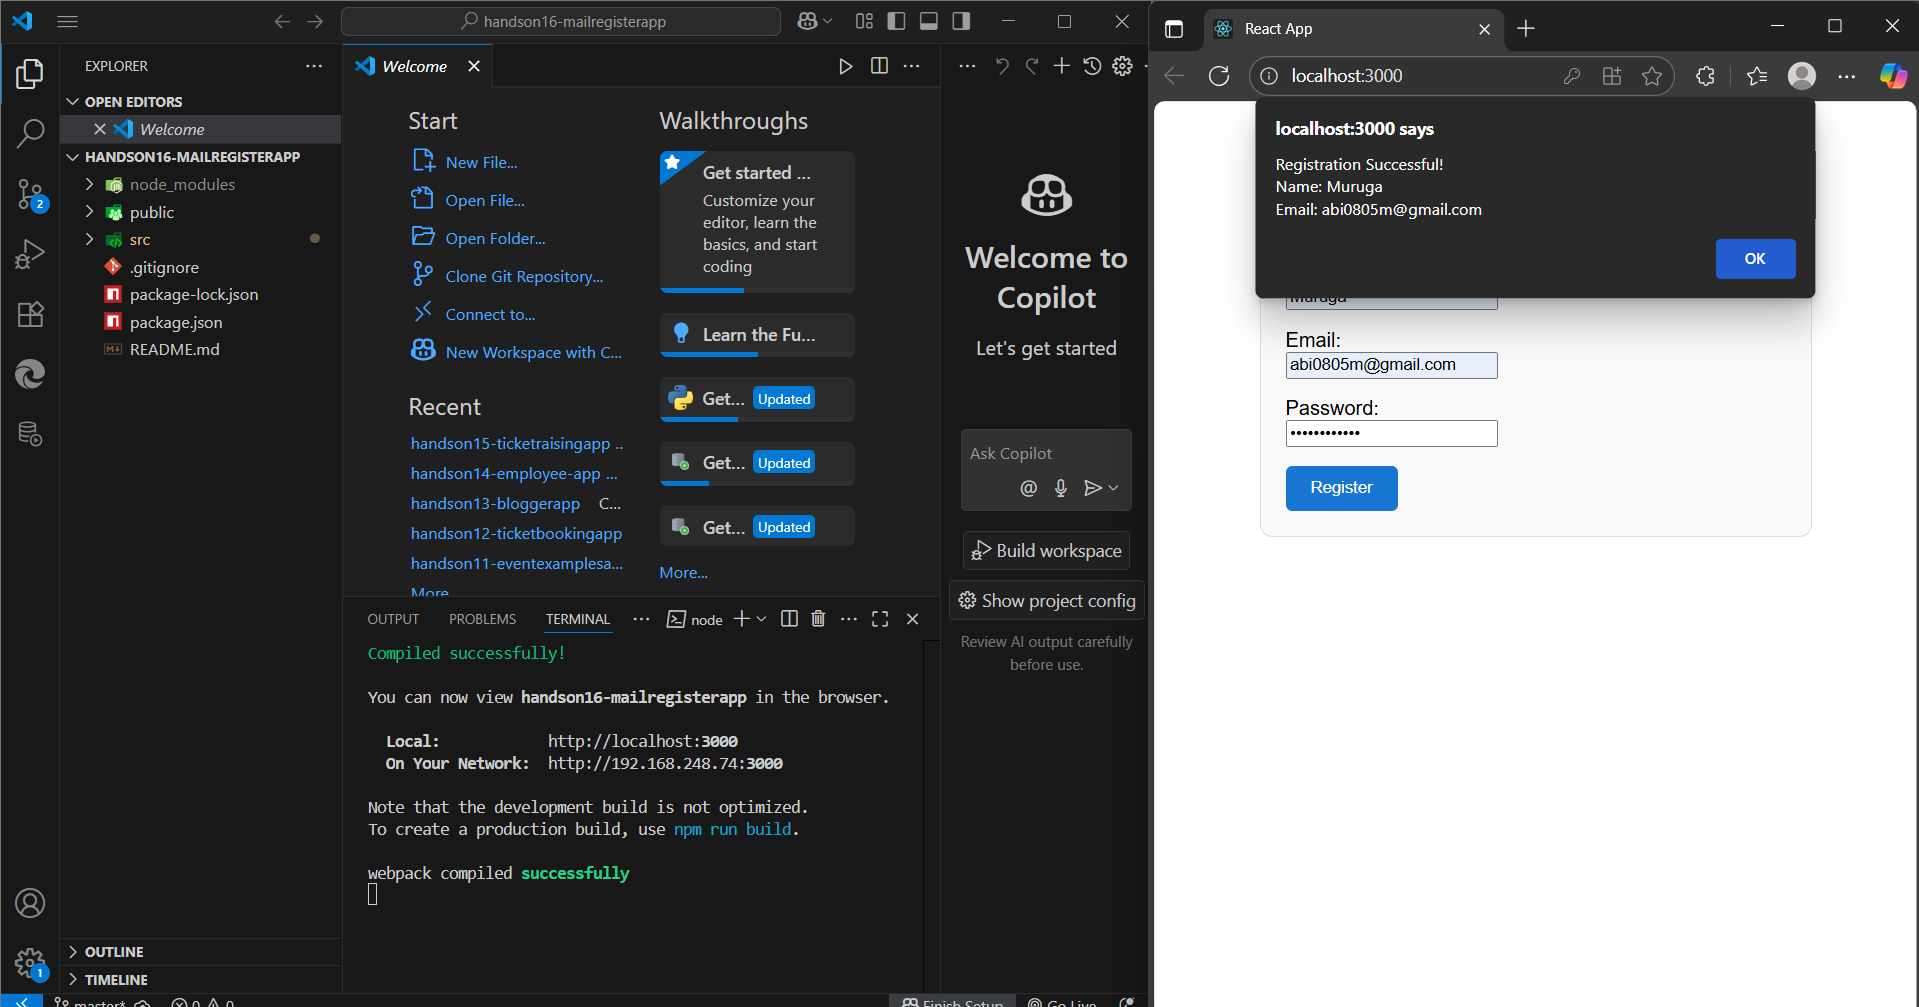 handson16-mailregisterapp
EXPLORER
OPEN EDITORS
Welcome
HANDSON16-MAILREGISTERAPP
node_modules
public
src
.gitignore
package-lock.json
package.json
README.md
2
1
OUTLINE
TIMELINE
master*
0 0
Welcome
Start
New File...
Open File...
Open Folder...
Clone Git Repository...
Connect to...
New Workspace with C...
Recent
handson15-ticketraisingapp ..
handson14-employee-app ...
handson13-bloggerapp C...
handson12-ticketbookingapp
handson11-eventexamplesa...
More
Walkthroughs
Get started ...
Customize your
editor, learn the
basics, and start
coding
Learn the Fu...
Get... Updated
Get... Updated
Get... Updated
More...
OUTPUT PROBLEMS TERMINAL
node
Compiled successfully!
You can now view handson16-mailregisterapp in the browser.
Local: http://localhost:3000
On Your Network: http://192.168.248.74:3000
Note that the development build is not optimized.
To create a production build, use npm run build.
webpack compiled successfully
Welcome to
Copilot
Let's get started
Ask Copilot
Build workspace
Show project config
Review AI output carefully
before use.
Finish Setup
Go Live
React App
localhost:3000
localhost:3000 says
Registration Successful!
Name: Muruga
Email: abi0805m@gmail.com
OK
Muruga
Email:
abi0805m@gmail.com
Password:
••••••••••••
Register